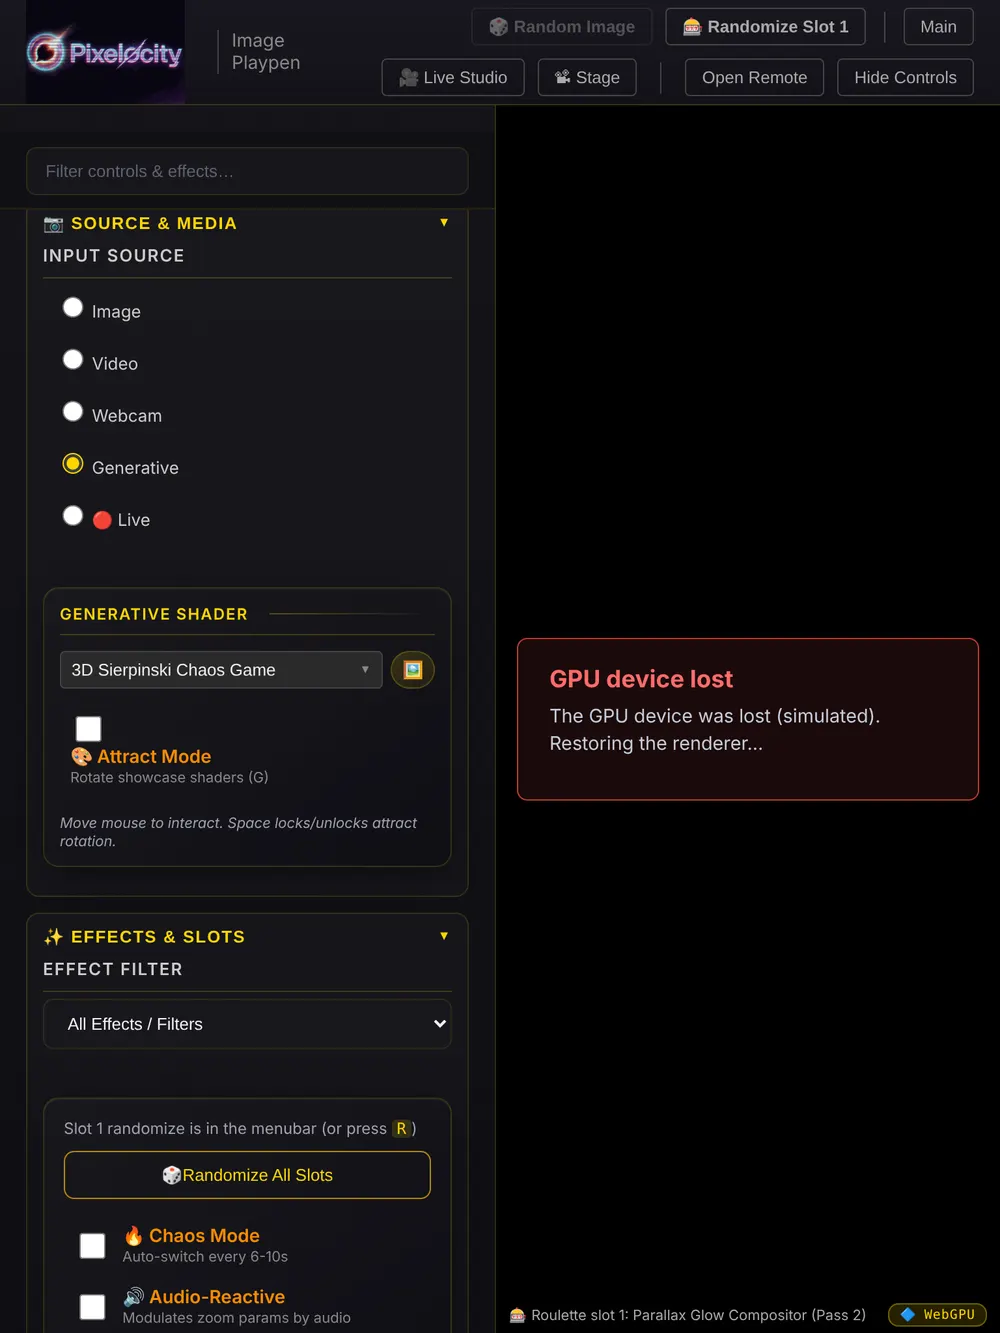 Pixeløcity
Image
Playpen
Random Image
Randomize Slot 1
Main
Live Studio
Stage
Open Remote
Hide Controls
Filter controls & effects…
SOURCE & MEDIA
INPUT SOURCE
Image
Video
Webcam
Generative
Live
GENERATIVE SHADER
3D Sierpinski Chaos Game
Attract Mode
Rotate showcase shaders (G)
Move mouse to interact. Space locks/unlocks attract
rotation.
EFFECTS & SLOTS
EFFECT FILTER
All Effects / Filters
Slot 1 randomize is in the menubar (or press R)
Randomize All Slots
Chaos Mode
Auto-switch every 6-10s
Audio-Reactive
Modulates zoom params by audio
GPU device lost
The GPU device was lost (simulated).
Restoring the renderer...
Roulette slot 1: Parallax Glow Compositor (Pass 2)
WebGPU